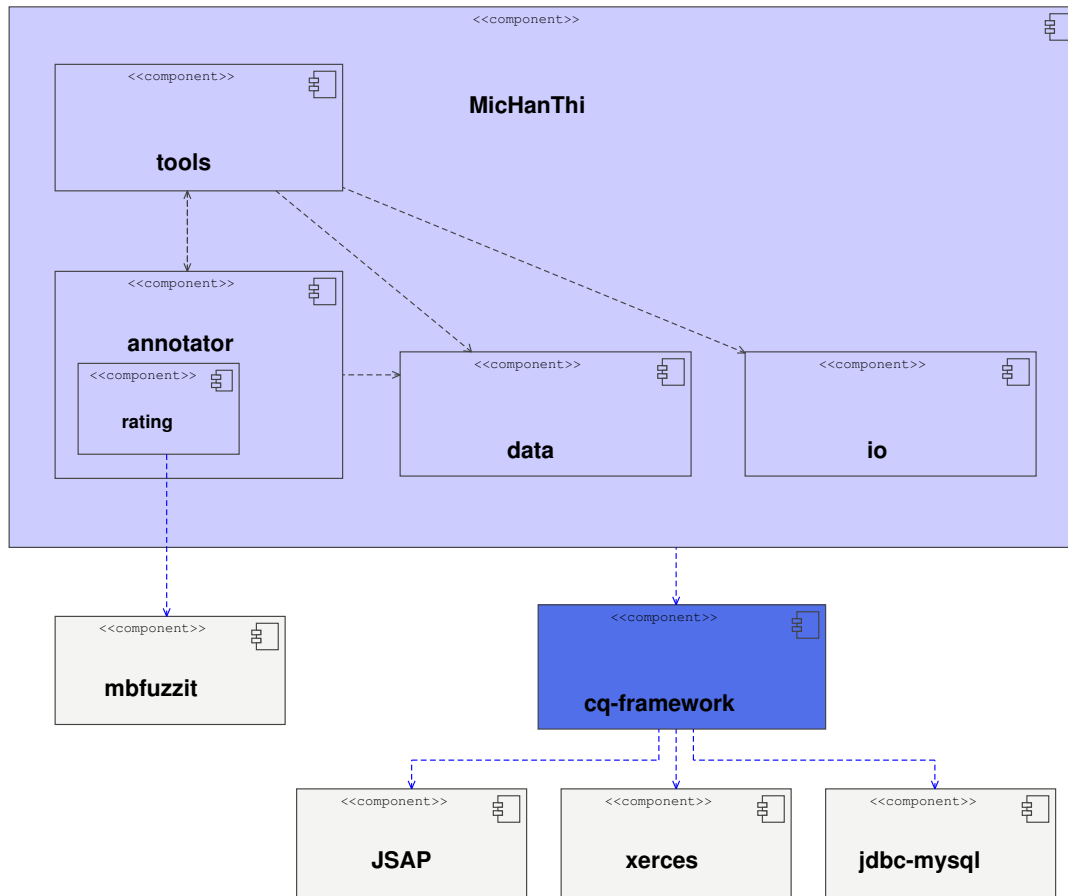 <<component>>
MicHanThi
<<component>>
tools
<<component>>
annotator
<<component>>
rating
<<component>>
data
<<component>>
io
<<component>>
mbfuzzit
<<component>>
cq-framework
<<component>>
JSAP
<<component>>
xerces
<<component>>
jdbc-mysql